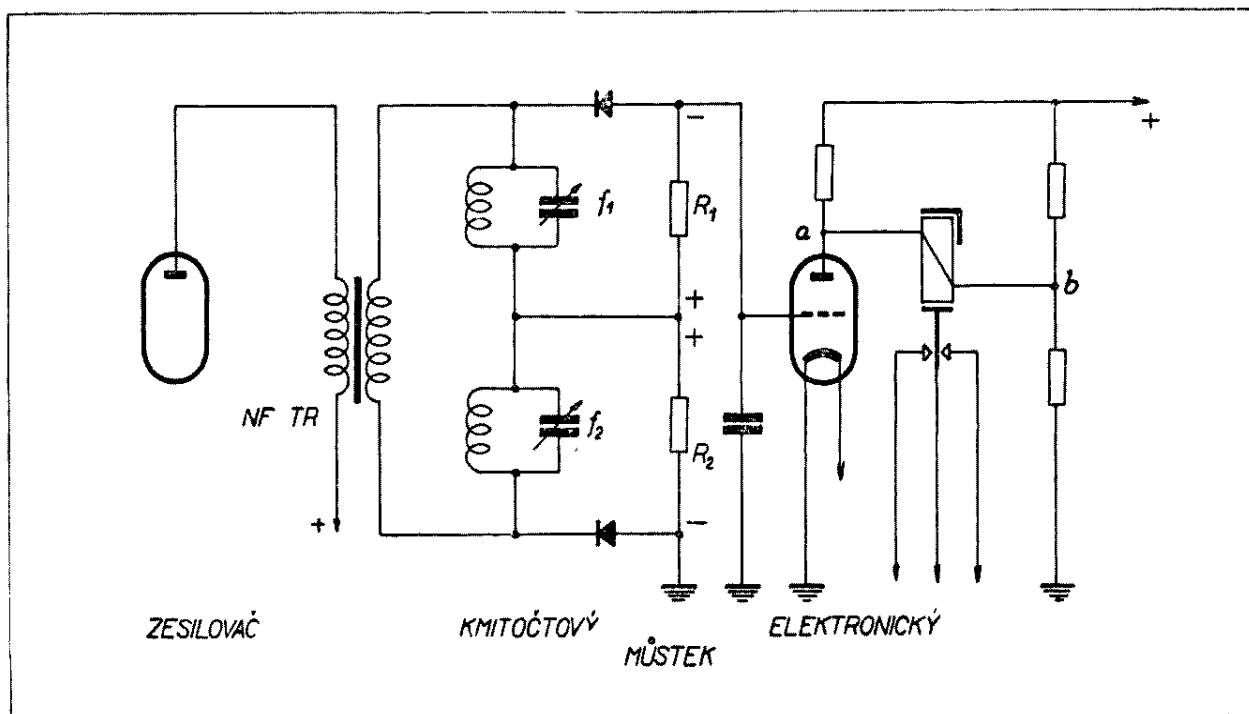 −
+
f₁
R₁
a
b
+
+
f₂
R₂
NF TR
+
−
ZESILOVAČ
KMITOČTOVÝ
ELEKTRONICKÝ
MŮSTEK